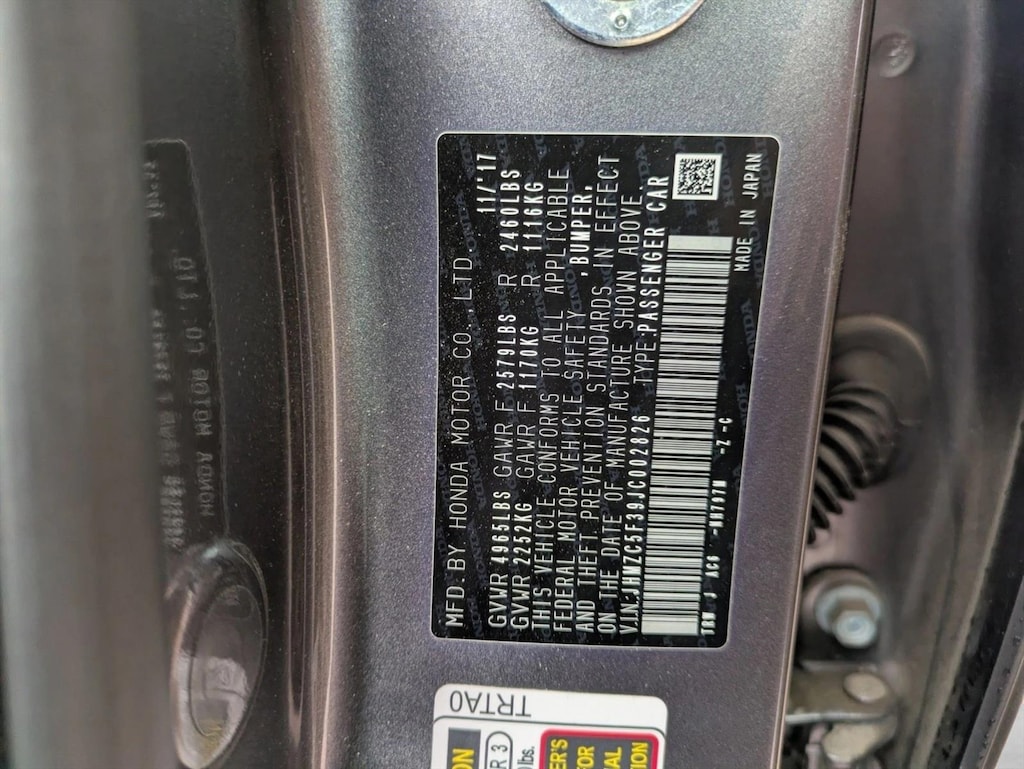 MFD BY HONDA MOTOR CO.,LTD. 11/'17
GVWR 4965LBS GAWR F 2579LBS R 2460LBS
GVWR 2252KG GAWR F 1170KG R 1116KG
THIS VEHICLE CONFORMS TO ALL APPLICABLE
FEDERAL MOTOR VEHICLE SAFETY ,BUMPER,
AND THEFT PREVENTION STANDARDS IN EFFECT
ON THE DATE OF MANUFACTURE SHOWN ABOVE.
V.I.N:JHMZC5F39JC002826 TYPE:PASSENGER CAR
J AC6 -NH797M -Z-C
MADE IN JAPAN
TRTA0